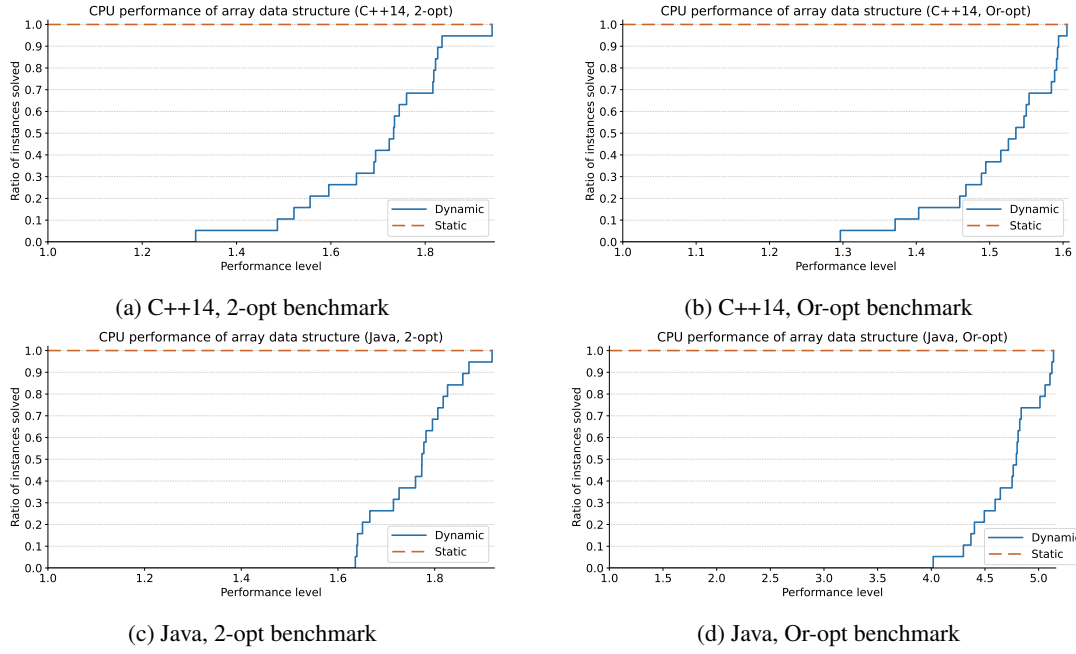 CPU performance of array data structure (C++14, 2-opt)
Ratio of instances solved
1.0
0.9
0.8
0.7
0.6
0.5
0.4
0.3
0.2
0.1
0.0
1.0 1.2 1.4 1.6 1.8
Performance level
Dynamic
Static
(a) C++14, 2-opt benchmark
CPU performance of array data structure (C++14, Or-opt)
Ratio of instances solved
1.0
0.9
0.8
0.7
0.6
0.5
0.4
0.3
0.2
0.1
0.0
1.0 1.1 1.2 1.3 1.4 1.5 1.6
Performance level
Dynamic
Static
(b) C++14, Or-opt benchmark
CPU performance of array data structure (Java, 2-opt)
Ratio of instances solved
1.0
0.9
0.8
0.7
0.6
0.5
0.4
0.3
0.2
0.1
0.0
1.0 1.2 1.4 1.6 1.8
Performance level
Dynamic
Static
(c) Java, 2-opt benchmark
CPU performance of array data structure (Java, Or-opt)
Ratio of instances solved
1.0
0.9
0.8
0.7
0.6
0.5
0.4
0.3
0.2
0.1
0.0
1.0 1.5 2.0 2.5 3.0 3.5 4.0 4.5 5.0
Performance level
Dynamic
Static
(d) Java, Or-opt benchmark